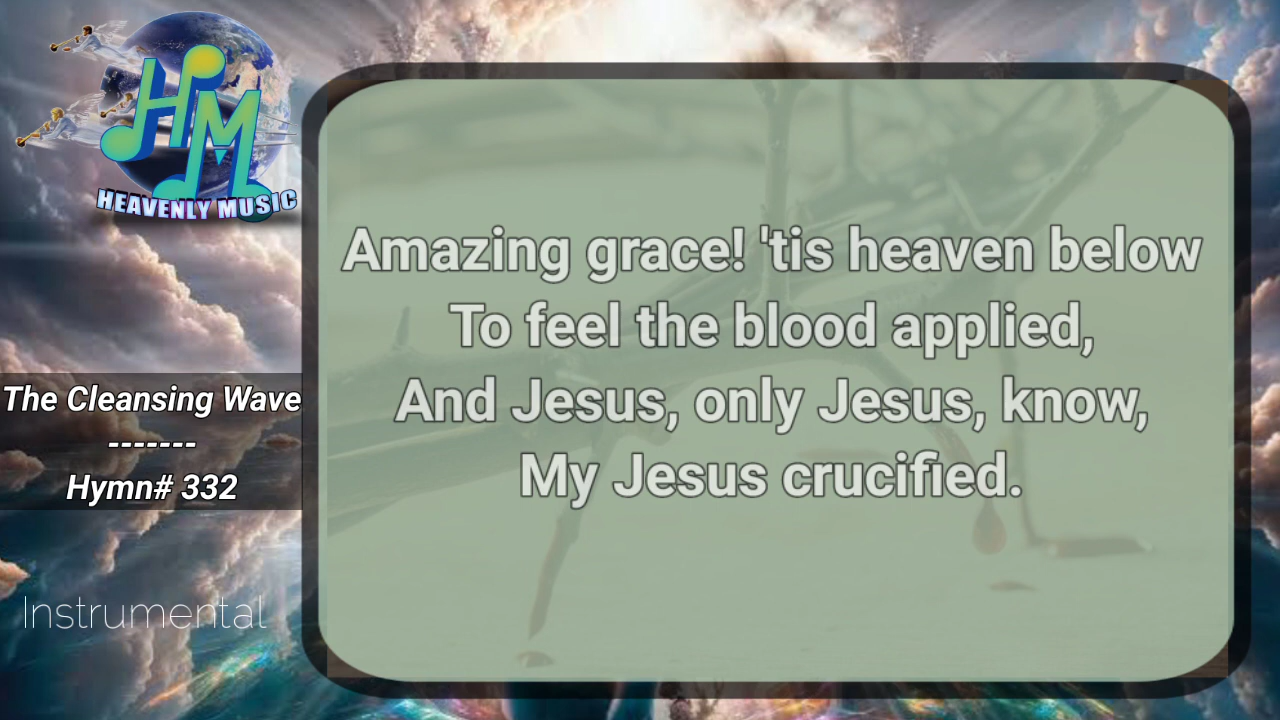 HM
HEAVENLY MUSIC
The Cleansing Wave
-------
Hymn# 332
Instrumental
Amazing grace! 'tis heaven below
To feel the blood applied,
And Jesus, only Jesus, know,
My Jesus crucified.